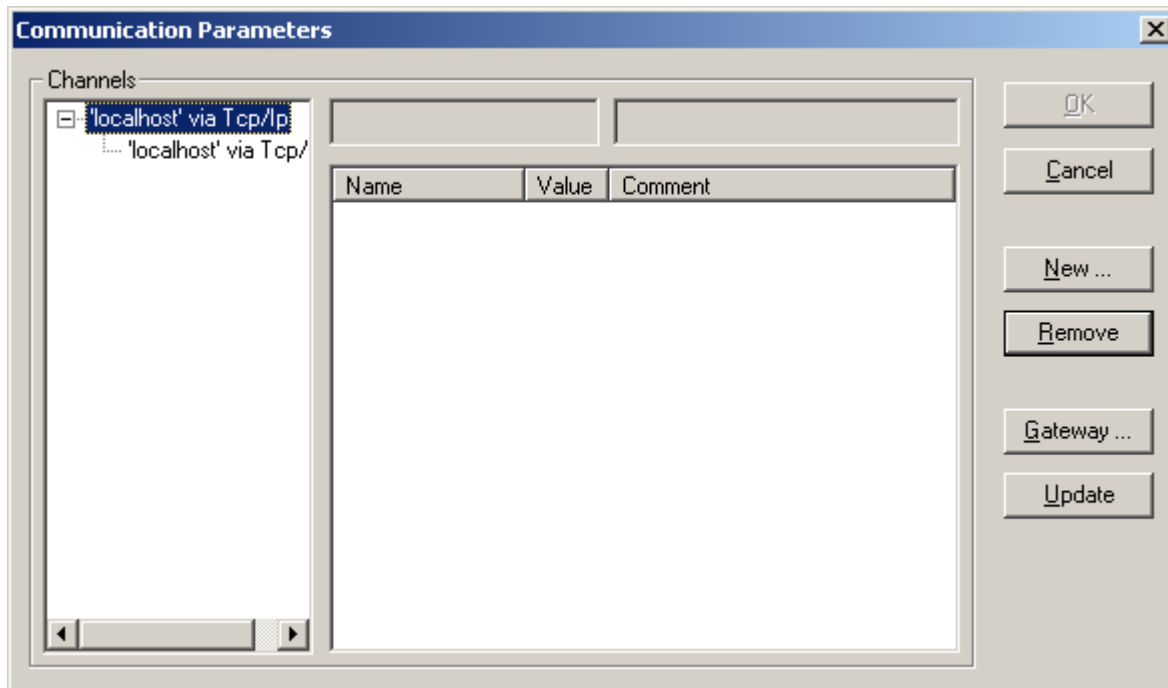 Communication Parameters
Channels
'localhost' via Tcp/Ip
'localhost' via Tcp/
Name Value Comment
OK
Cancel
New ...
Remove
Gateway ...
Update